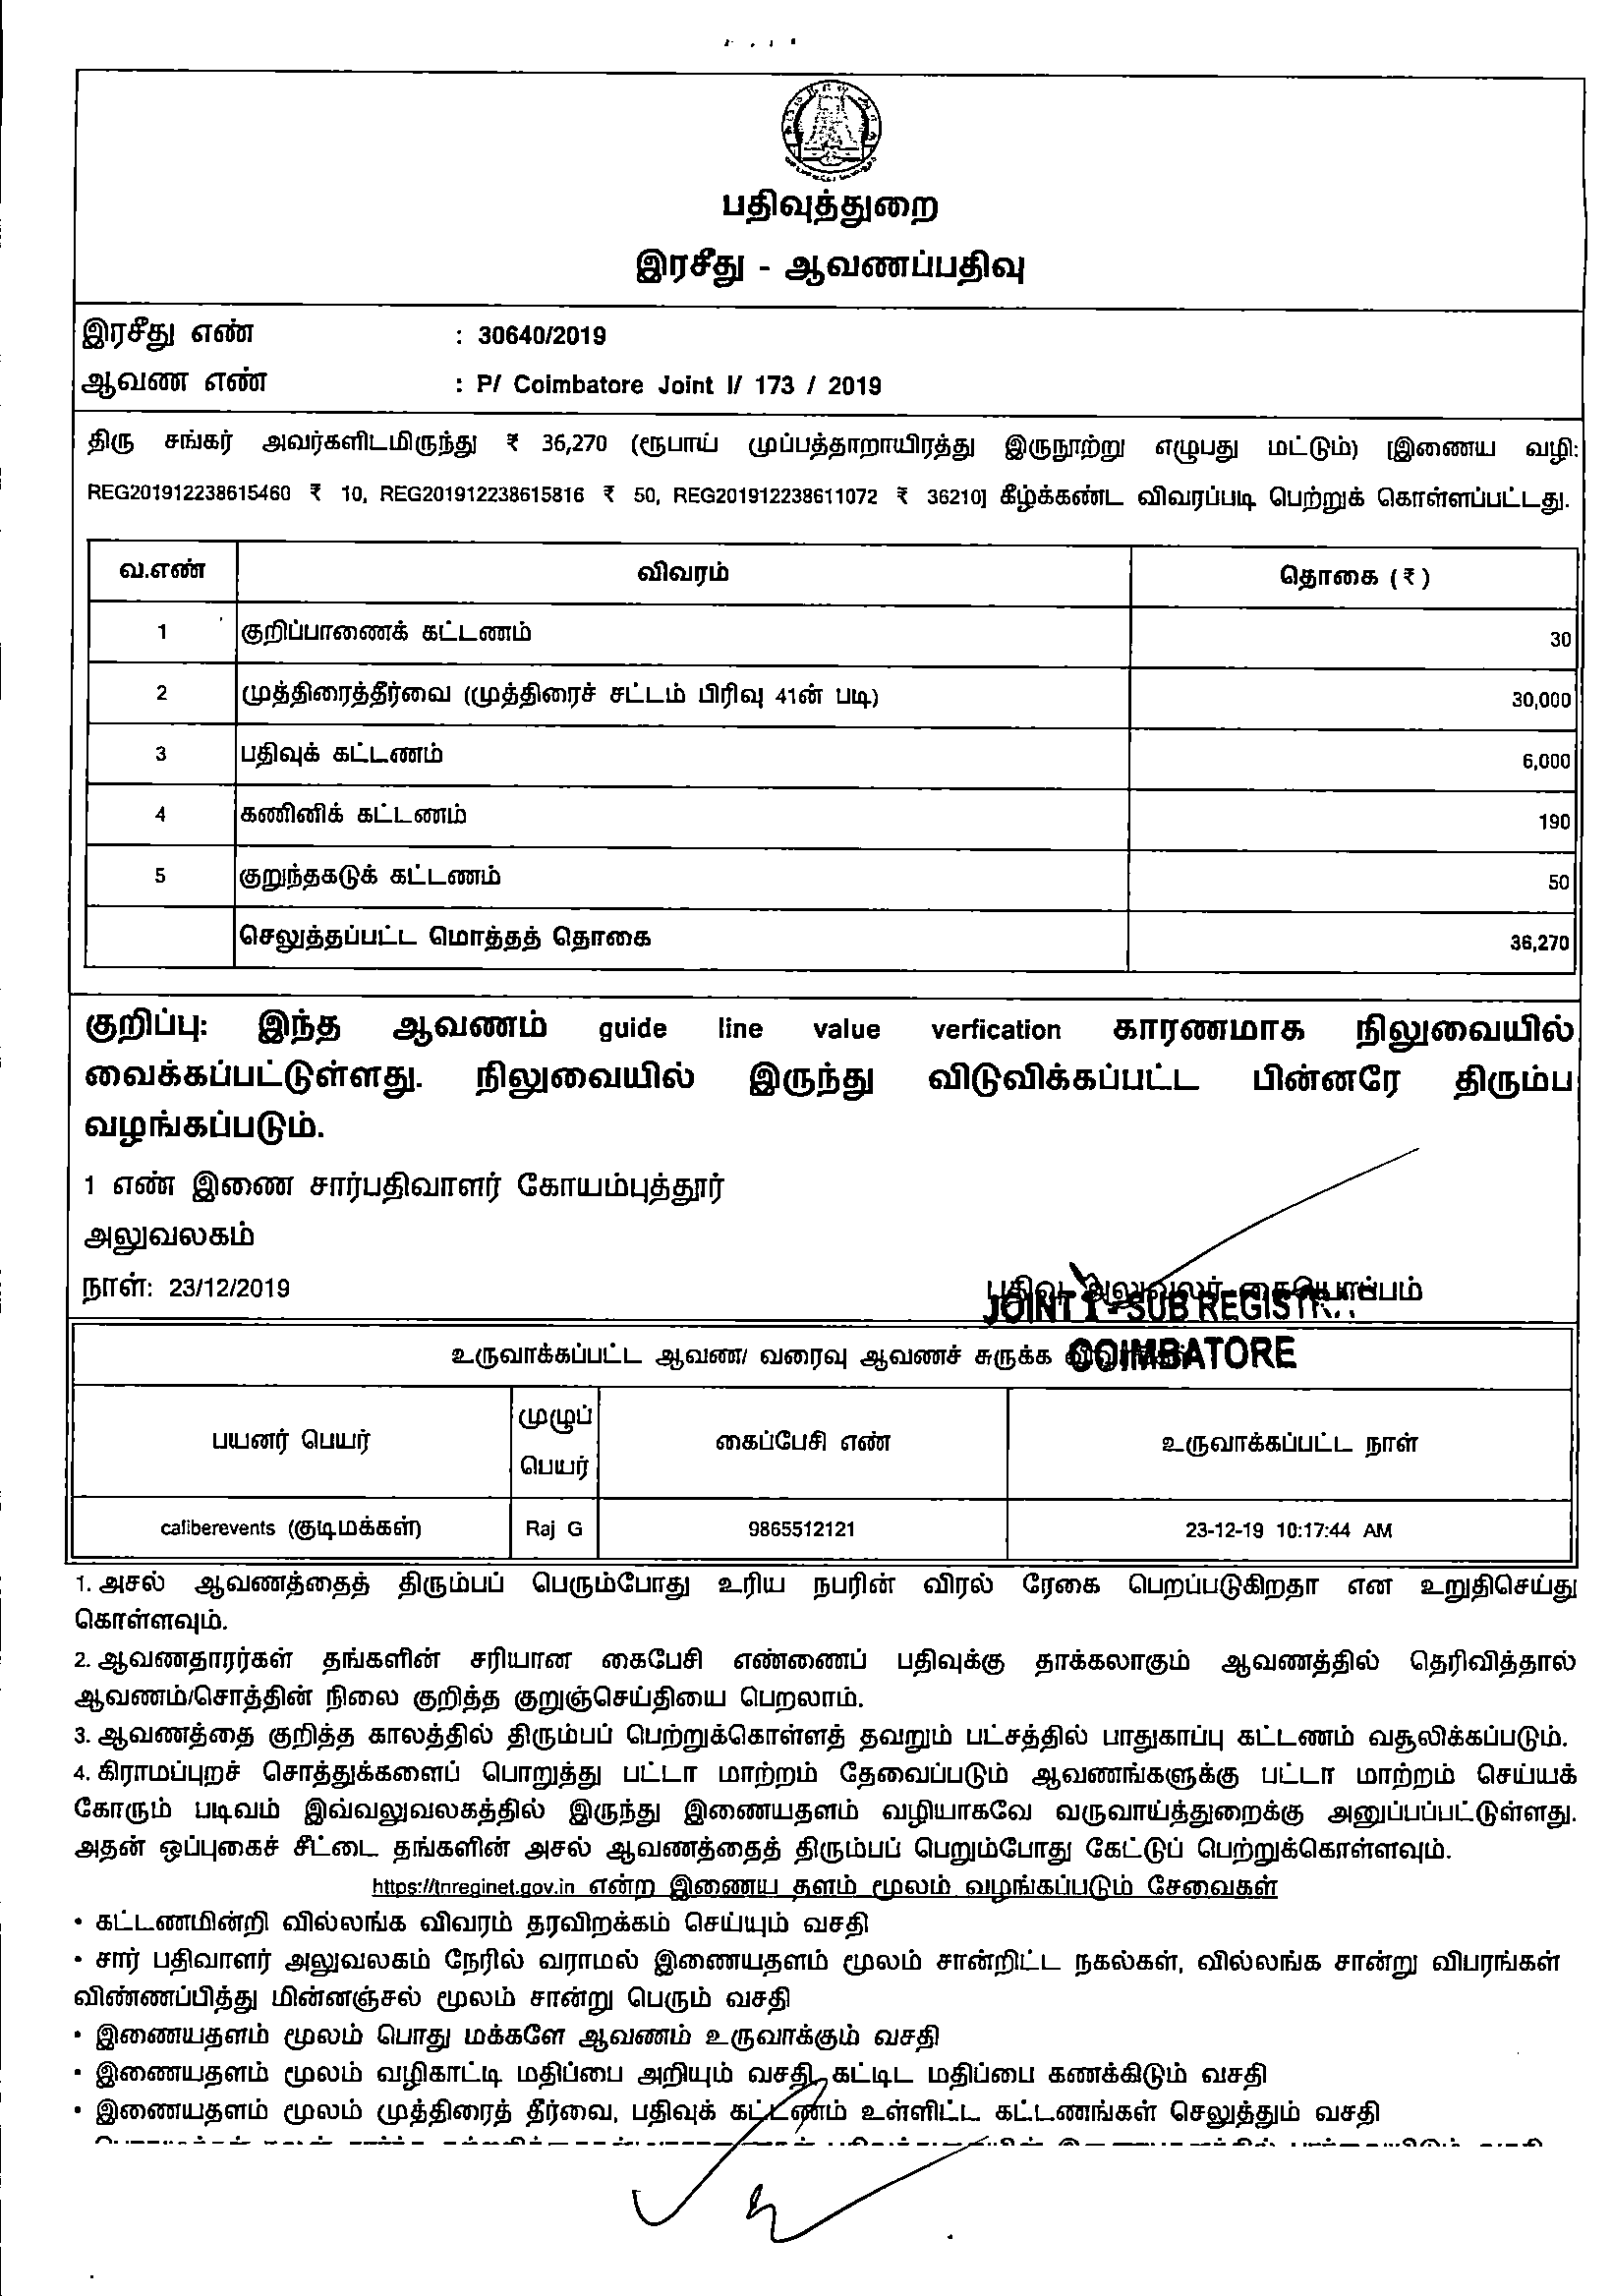 பதிவுத்துறை
இரசீது - ஆவணப்பதிவு
இரசீது எண் : 30640/2019
ஆவண எண் : P/ Coimbatore Joint I/ 173 / 2019
திரு சங்கர் அவர்களிடமிருந்து ₹ 36,270 (ரூபாய் முப்பத்தாறாயிரத்து இருநூற்று எழுபது மட்டும்) [இணைய வழி:
REG201912238615460 ₹ 10, REG201912238615816 ₹ 50, REG201912238611072 ₹ 36210] கீழ்க்கண்ட விவரப்படி பெற்றுக் கொள்ளப்பட்டது.
வ.எண் விவரம் தொகை (₹)
1 குறிப்பாணைக் கட்டணம் 30
2 முத்திரைத்தீர்வை (முத்திரைச் சட்டம் பிரிவு 41ன் படி) 30,000
3 பதிவுக் கட்டணம் 6,000
4 கணினிக் கட்டணம் 190
5 குறுந்தகடுக் கட்டணம் 50
செலுத்தப்பட்ட மொத்தத் தொகை 36,270
குறிப்பு: இந்த ஆவணம் guide line value verfication காரணமாக நிலுவையில்
வைக்கப்பட்டுள்ளது. நிலுவையில் இருந்து விடுவிக்கப்பட்ட பின்னரே திரும்ப
வழங்கப்படும்.
1 எண் இணை சார்பதிவாளர் கோயம்புத்தூர்
அலுவலகம்
நாள்: 23/12/2019 பதிவு அலுவலர் கையொப்பம்
JOINT I - SUB REGISTRAR
COIMBATORE
உருவாக்கப்பட்ட ஆவண/ வரைவு ஆவணச் சுருக்க
பயனர் பெயர் முழுப் பெயர் கைப்பேசி எண் உருவாக்கப்பட்ட நாள்
caliberevents (குடிமக்கள்) Raj G 9865512121 23-12-19 10:17:44 AM
1. அசல் ஆவணத்தைத் திரும்பப் பெரும்போது உரிய நபரின் விரல் ரேகை பெறப்படுகிறதா என உறுதிசெய்து
கொள்ளவும்.
2. ஆவணதாரர்கள் தங்களின் சரியான கைபேசி எண்ணைப் பதிவுக்கு தாக்கலாகும் ஆவணத்தில் தெரிவித்தால்
ஆவணம்/சொத்தின் நிலை குறித்த குறுஞ்செய்தியை பெறலாம்.
3. ஆவணத்தை குறித்த காலத்தில் திரும்பப் பெற்றுக்கொள்ளத் தவறும் பட்சத்தில் பாதுகாப்பு கட்டணம் வசூலிக்கப்படும்.
4. கிராமப்புறச் சொத்துக்களைப் பொறுத்து பட்டா மாற்றம் தேவைப்படும் ஆவணங்களுக்கு பட்டா மாற்றம் செய்யக்
கோரும் படிவம் இவ்வலுவலகத்தில் இருந்து இணையதளம் வழியாகவே வருவாய்த்துறைக்கு அனுப்பப்பட்டுள்ளது.
அதன் ஒப்புகைச் சீட்டை தங்களின் அசல் ஆவணத்தைத் திரும்பப் பெறும்போது கேட்டுப் பெற்றுக்கொள்ளவும்.
https://tnreginet.gov.in என்ற இணைய தளம் மூலம் வழங்கப்படும் சேவைகள்
• கட்டணமின்றி வில்லங்க விவரம் தரவிறக்கம் செய்யும் வசதி
• சார் பதிவாளர் அலுவலகம் நேரில் வராமல் இணையதளம் மூலம் சான்றிட்ட நகல்கள், வில்லங்க சான்று விபரங்கள்
விண்ணப்பித்து மின்னஞ்சல் மூலம் சான்று பெரும் வசதி
• இணையதளம் மூலம் பொது மக்களே ஆவணம் உருவாக்கும் வசதி
• இணையதளம் மூலம் வழிகாட்டி மதிப்பை அறியும் வசதி, கட்டிட மதிப்பை கணக்கிடும் வசதி
• இணையதளம் மூலம் முத்திரைத் தீர்வை, பதிவுக் கட்டணம் உள்ளிட்ட கட்டணங்கள் செலுத்தும் வசதி